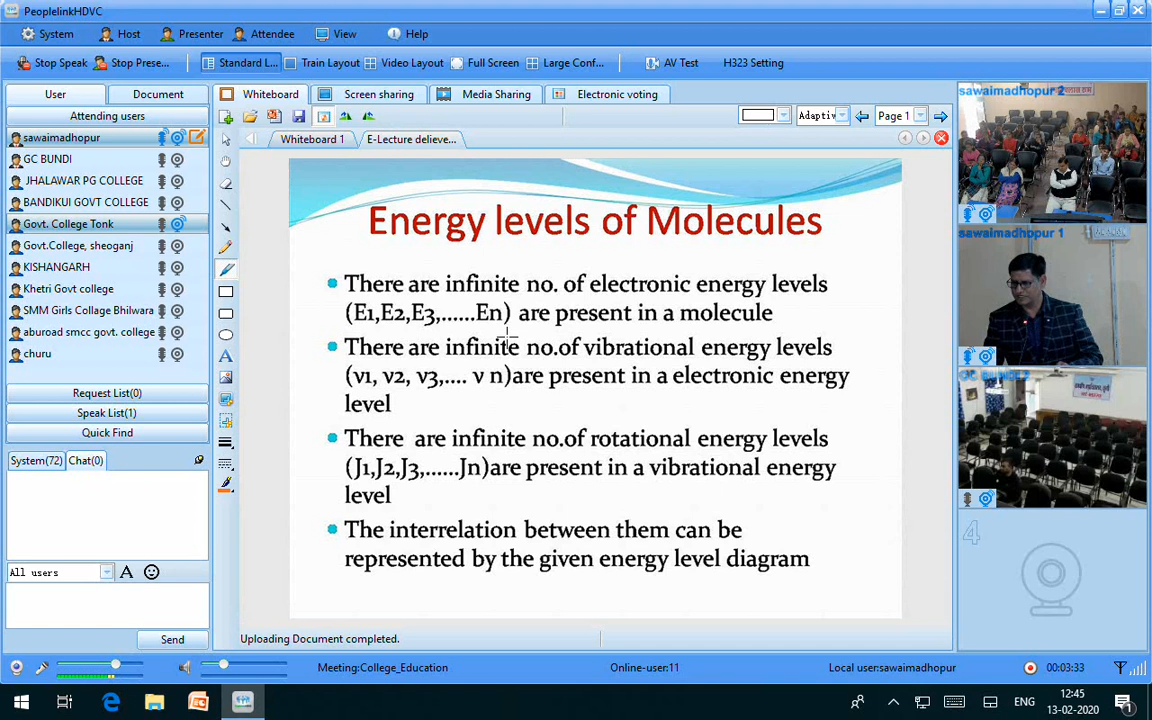 PeoplelinkHDVC
System
Host
Presenter
Attendee
View
Help
Stop Speak
Stop Prese...
Standard L...
Train Layout
Video Layout
Full Screen
Large Conf...
AV Test
H323 Setting
User
Document
Attending users
sawaimadhopur
GC BUNDI
JHALAWAR PG COLLEGE
BANDIKUI GOVT COLLEGE
Govt. College Tonk
Govt.College, sheoganj
KISHANGARH
Khetri Govt college
SMM Girls Collage Bhilwara
aburoad smcc govt. college
churu
Request List(0)
Speak List(1)
Quick Find
System(72)
Chat(0)
All users
Send
Whiteboard
Screen sharing
Media Sharing
Electronic voting
Adaptiv
Page 1
Whiteboard 1
E-Lecture delieve...
Energy levels of Molecules
There are infinite no. of electronic energy levels
(E1,E2,E3,......En) are present in a molecule
There are infinite no.of vibrational energy levels
(v1, v2, v3,.... v n)are present in a electronic energy
level
There are infinite no.of rotational energy levels
(J1,J2,J3,......Jn)are present in a vibrational energy
level
The interrelation between them can be
represented by the given energy level diagram
Uploading Document completed.
sawaimadhopur 2
sawaimadhopur 1
4
Meeting:College_Education
Online-user:11
Local user:sawaimadhopur
00:03:33
ENG
12:45
13-02-2020
1